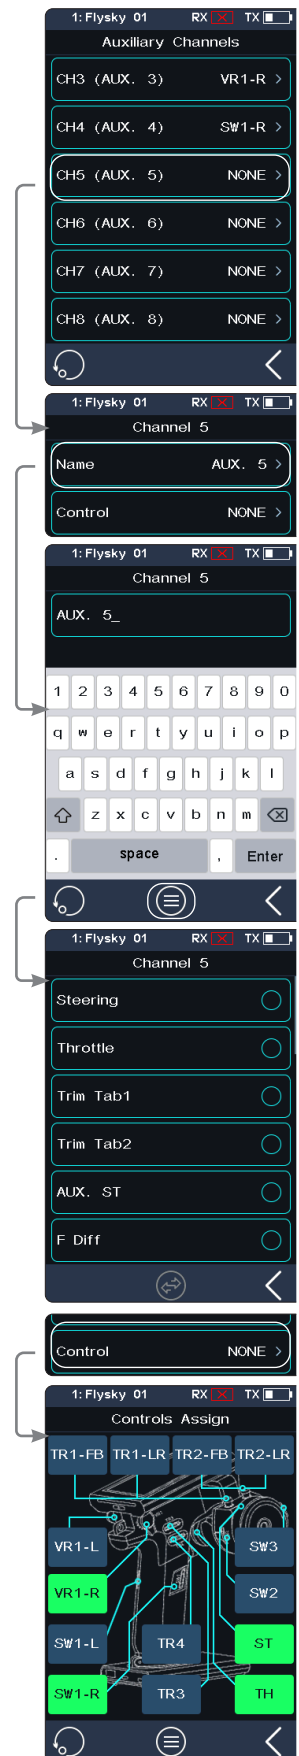 1: Flysky 01 RX TX
Auxiliary Channels
CH3 (AUX. 3) VR1-R >
CH4 (AUX. 4) SW1-R >
CH5 (AUX. 5) NONE >
CH6 (AUX. 6) NONE >
CH7 (AUX. 7) NONE >
CH8 (AUX. 8) NONE >
1: Flysky 01 RX TX
Channel 5
Name AUX. 5 >
Control NONE >
1: Flysky 01 RX TX
Channel 5
AUX. 5_
1 2 3 4 5 6 7 8 9 0
q w e r t y u i o p
a s d f g h j k l
z x c v b n m
. space , Enter
1: Flysky 01 RX TX
Channel 5
Steering
Throttle
Trim Tab1
Trim Tab2
AUX. ST
F Diff
Control NONE >
1: Flysky 01 RX TX
Controls Assign
TR1-FB TR1-LR TR2-FB TR2-LR
VR1-L SW3
VR1-R SW2
SW1-L TR4 ST
SW1-R TR3 TH